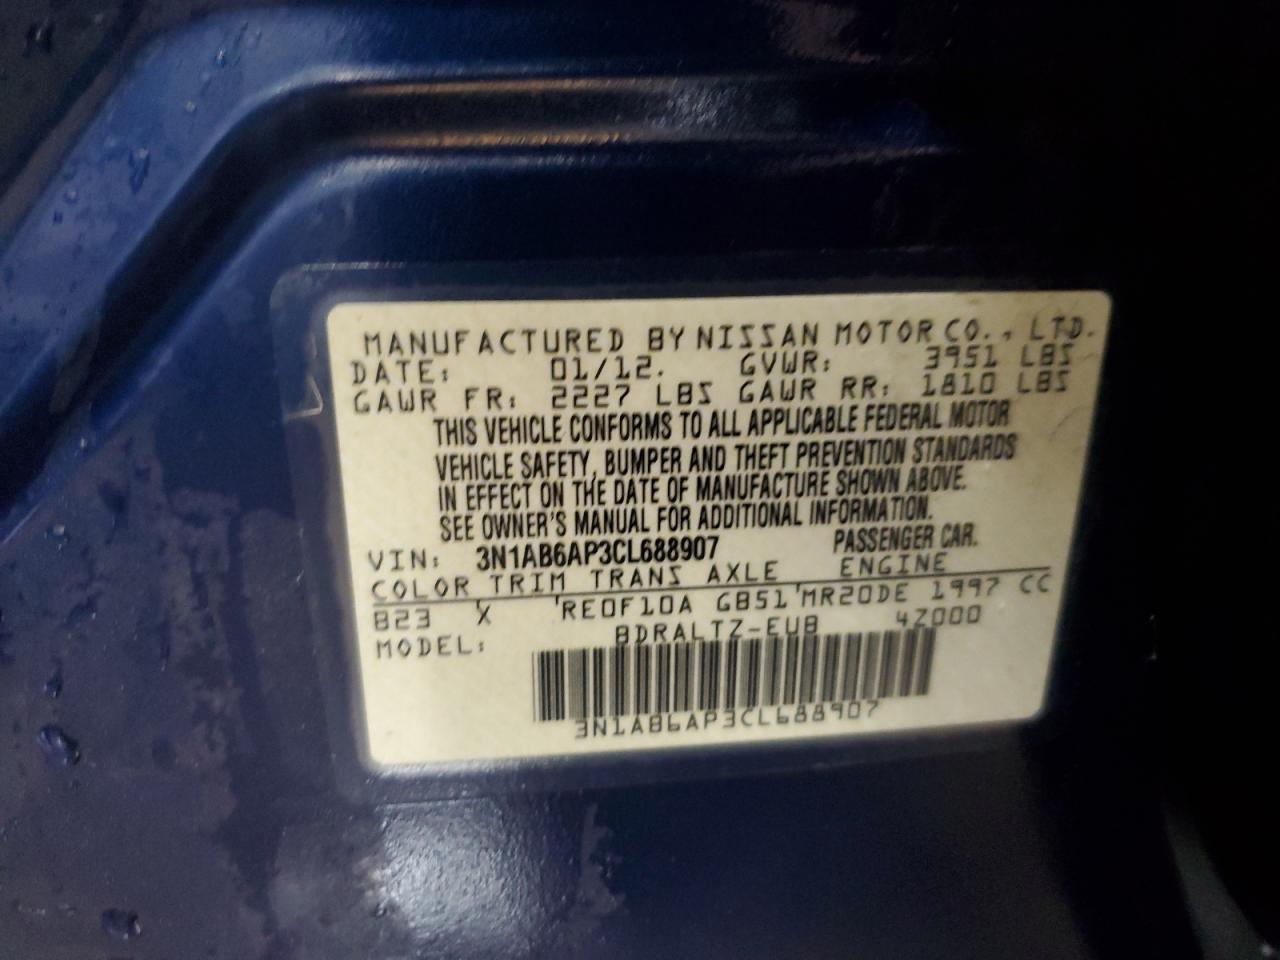 MANUFACTURED BY NISSAN MOTOR CO., LTD.
DATE: 01/12. GVWR: 3951 LBS
GAWR FR: 2227 LBS GAWR RR: 1810 LBS
THIS VEHICLE CONFORMS TO ALL APPLICABLE FEDERAL MOTOR
VEHICLE SAFETY, BUMPER AND THEFT PREVENTION STANDARDS
IN EFFECT ON THE DATE OF MANUFACTURE SHOWN ABOVE.
SEE OWNER'S MANUAL FOR ADDITIONAL INFORMATION.
VIN: 3N1AB6AP3CL688907 PASSENGER CAR.
COLOR TRIM TRANS AXLE ENGINE
B23 X 'RE0F10A GB51'MR20DE 1997 CC
MODEL: BDRALTZ-EUB 4Z000
3N1AB6AP3CL688907